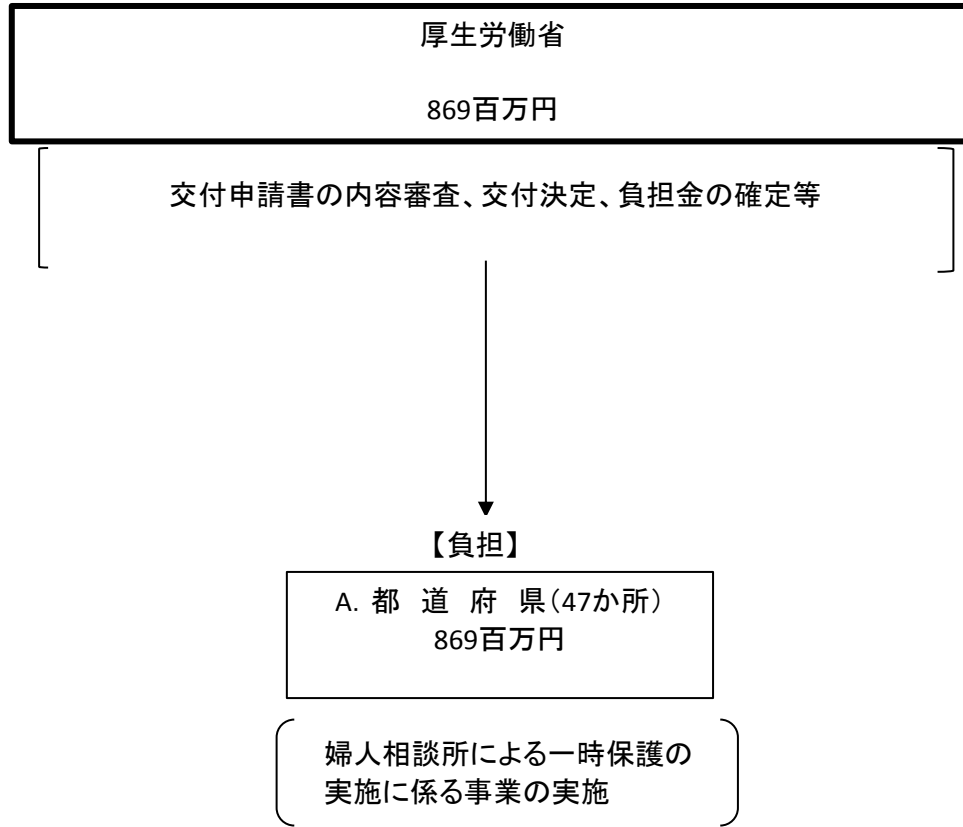 厚生労働省
869百万円
交付申請書の内容審査、交付決定、負担金の確定等
【負担】
A. 都 道 府 県（47か所）
869百万円
婦人相談所による一時保護の
実施に係る事業の実施